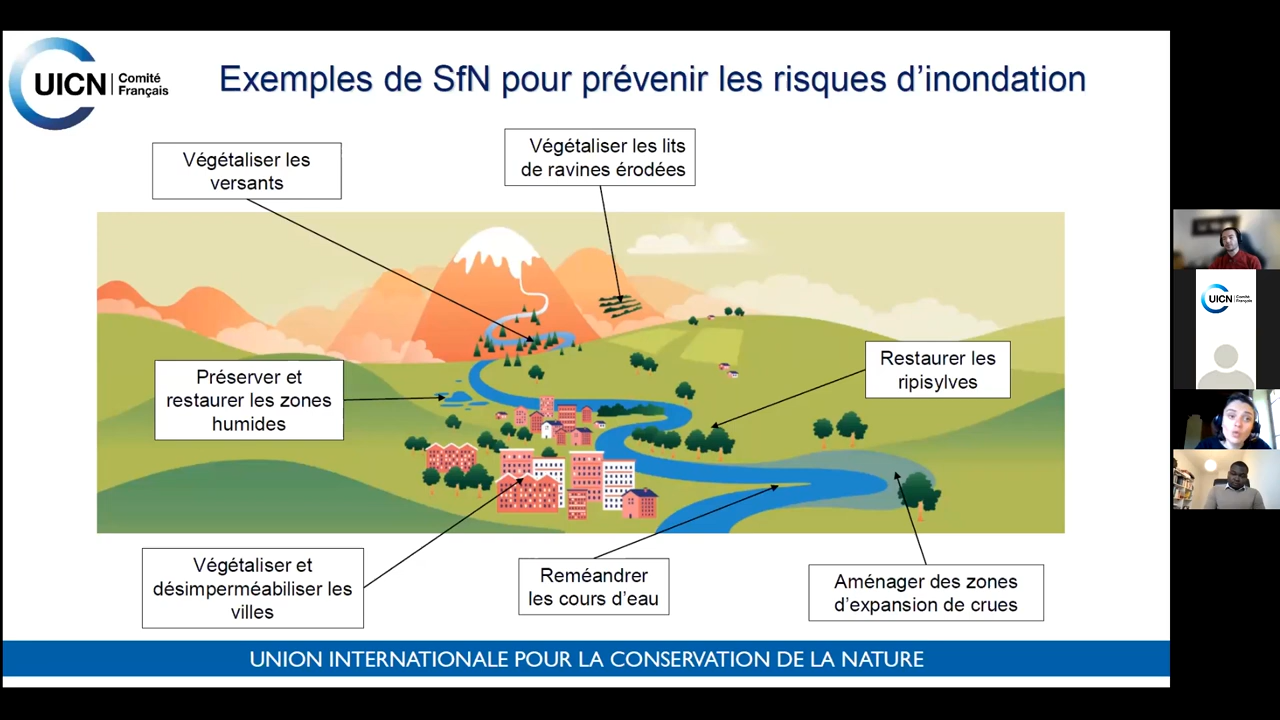 UICN
Comité
Français
Exemples de SfN pour prévenir les risques d’inondation
Végétaliser les
versants
Végétaliser les lits
de ravines érodées
Préserver et
restaurer les zones
humides
Restaurer les
ripisylves
Végétaliser et
désimperméabiliser les
villes
Reméandrer
les cours d’eau
Aménager des zones
d’expansion de crues
UNION INTERNATIONALE POUR LA CONSERVATION DE LA NATURE
UICN
Comité
Français